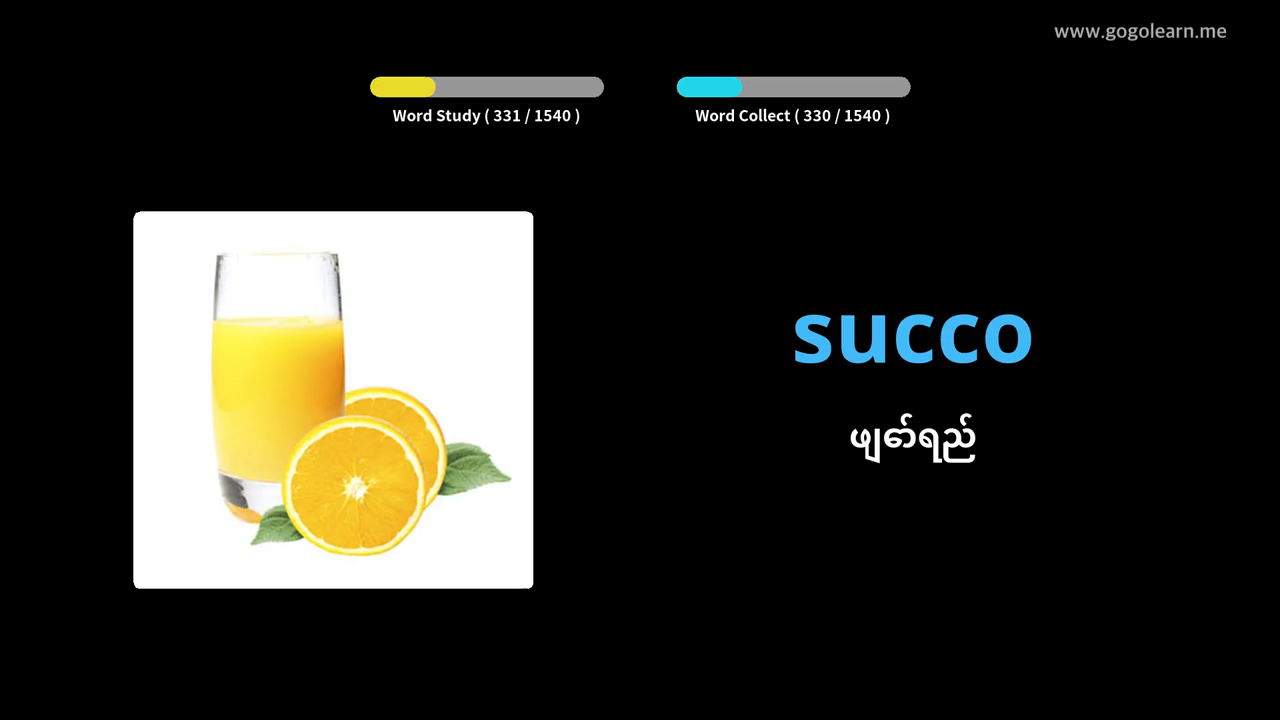 www.gogolearn.me
Word Study ( 331 / 1540 )
Word Collect ( 330 / 1540 )
succo
ဖျော်ရည်